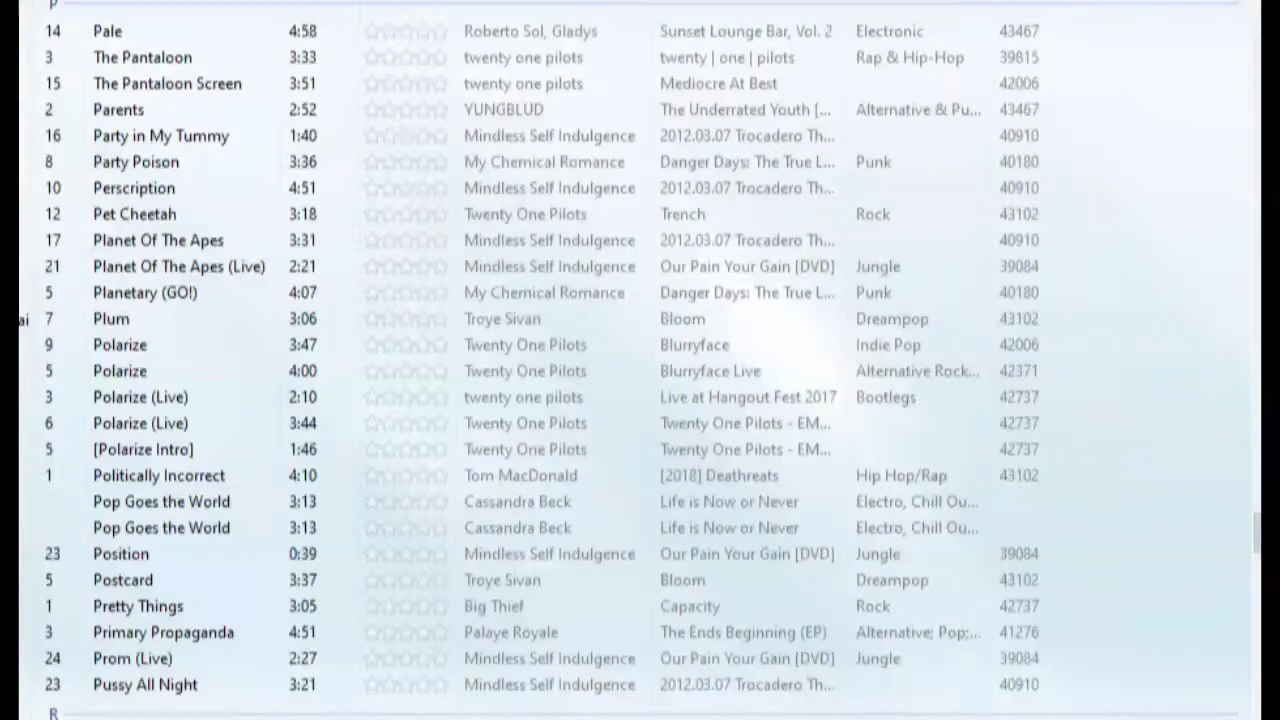 P
14 Pale 4:58 Roberto Sol, Gladys Sunset Lounge Bar, Vol. 2 Electronic 43467
3 The Pantaloon 3:33 twenty one pilots twenty | one | pilots Rap & Hip-Hop 39815
15 The Pantaloon Screen 3:51 twenty one pilots Mediocre At Best 42006
2 Parents 2:52 YUNGBLUD The Underrated Youth [... Alternative & Pu... 43467
16 Party in My Tummy 1:40 Mindless Self Indulgence 2012.03.07 Trocadero Th... 40910
8 Party Poison 3:36 My Chemical Romance Danger Days: The True L... Punk 40180
10 Perscription 4:51 Mindless Self Indulgence 2012.03.07 Trocadero Th... 40910
12 Pet Cheetah 3:18 Twenty One Pilots Trench Rock 43102
17 Planet Of The Apes 3:31 Mindless Self Indulgence 2012.03.07 Trocadero Th... 40910
21 Planet Of The Apes (Live) 2:21 Mindless Self Indulgence Our Pain Your Gain [DVD] Jungle 39084
5 Planetary (GO!) 4:07 My Chemical Romance Danger Days: The True L... Punk 40180
ai 7 Plum 3:06 Troye Sivan Bloom Dreampop 43102
9 Polarize 3:47 Twenty One Pilots Blurryface Indie Pop 42006
5 Polarize 4:00 Twenty One Pilots Blurryface Live Alternative Rock... 42371
3 Polarize (Live) 2:10 twenty one pilots Live at Hangout Fest 2017 Bootlegs 42737
6 Polarize (Live) 3:44 Twenty One Pilots Twenty One Pilots - EM... 42737
5 [Polarize Intro] 1:46 Twenty One Pilots Twenty One Pilots - EM... 42737
1 Politically Incorrect 4:10 Tom MacDonald [2018] Deathreats Hip Hop/Rap 43102
Pop Goes the World 3:13 Cassandra Beck Life is Now or Never Electro, Chill Ou...
Pop Goes the World 3:13 Cassandra Beck Life is Now or Never Electro, Chill Ou...
23 Position 0:39 Mindless Self Indulgence Our Pain Your Gain [DVD] Jungle 39084
5 Postcard 3:37 Troye Sivan Bloom Dreampop 43102
1 Pretty Things 3:05 Big Thief Capacity Rock 42737
3 Primary Propaganda 4:51 Palaye Royale The Ends Beginning (EP) Alternative; Pop;... 41276
24 Prom (Live) 2:27 Mindless Self Indulgence Our Pain Your Gain [DVD] Jungle 39084
23 Pussy All Night 3:21 Mindless Self Indulgence 2012.03.07 Trocadero Th... 40910
R